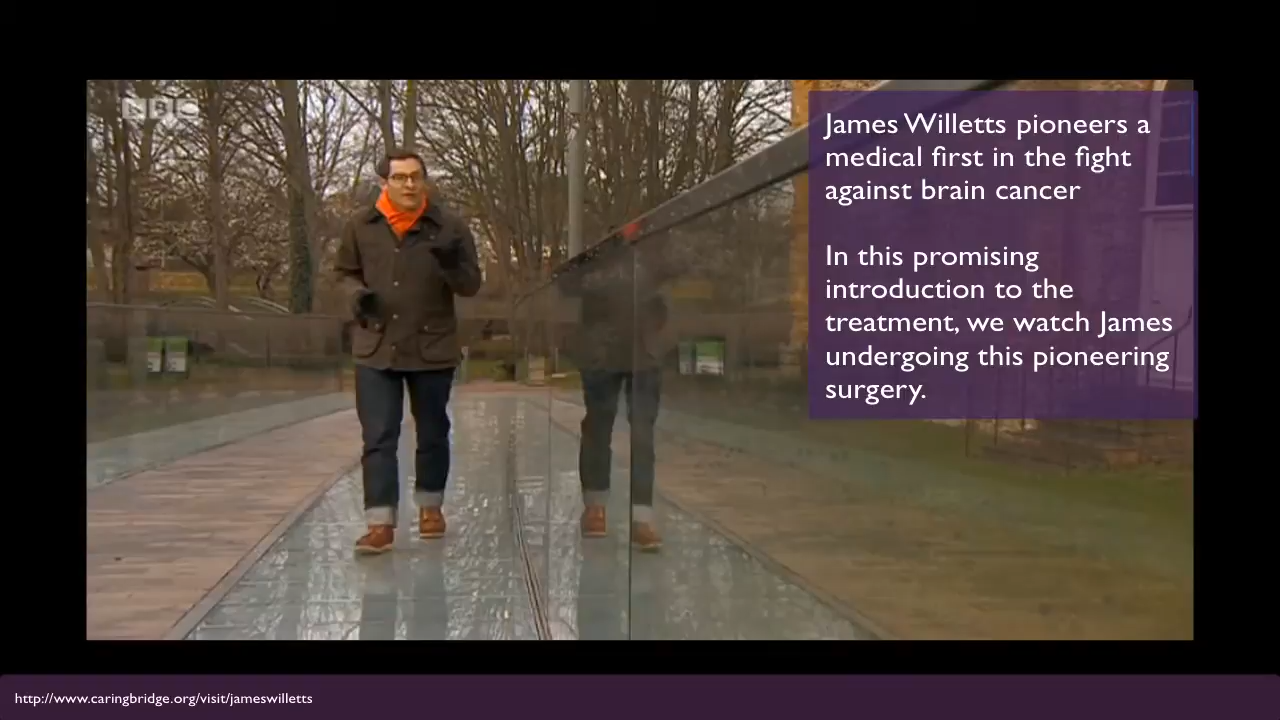 BBC
James Willetts pioneers a
medical first in the fight
against brain cancer
In this promising
introduction to the
treatment, we watch James
undergoing this pioneering
surgery.
http://www.caringbridge.org/visit/jameswilletts